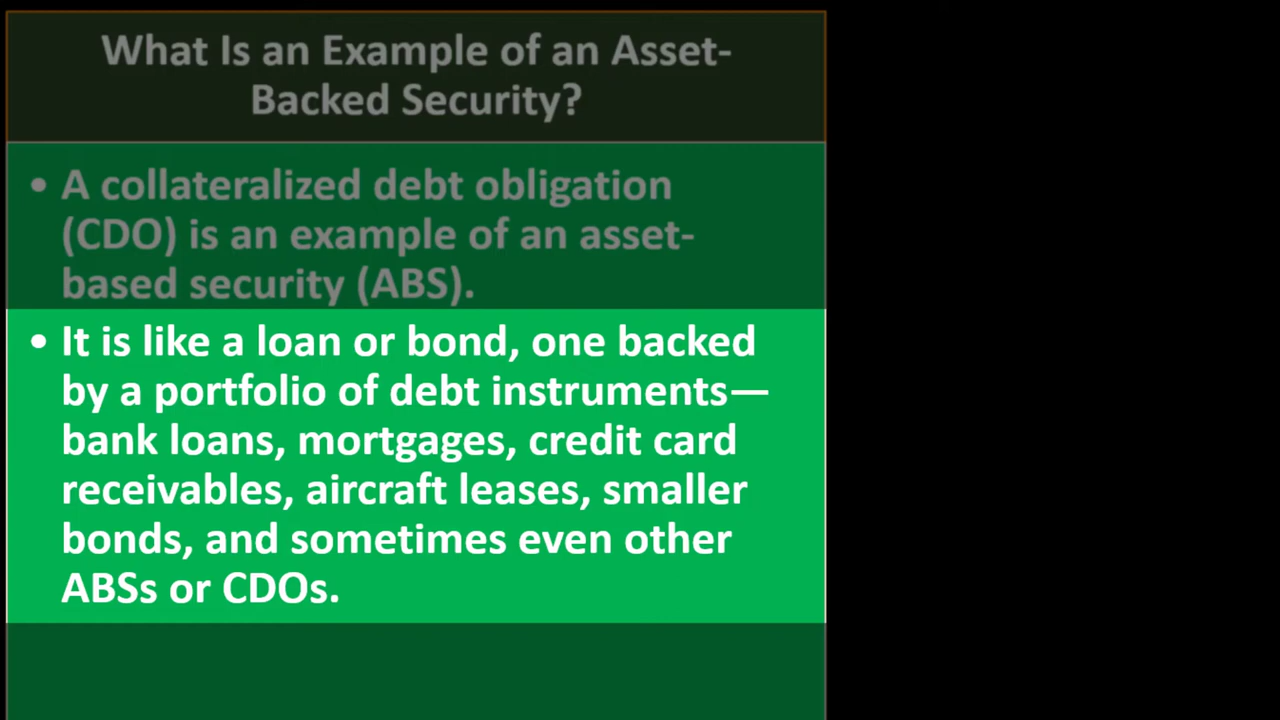 What Is an Example of an Asset-
Backed Security?
• A collateralized debt obligation
(CDO) is an example of an asset-
based security (ABS).
• It is like a loan or bond, one backed
by a portfolio of debt instruments—
bank loans, mortgages, credit card
receivables, aircraft leases, smaller
bonds, and sometimes even other
ABSs or CDOs.